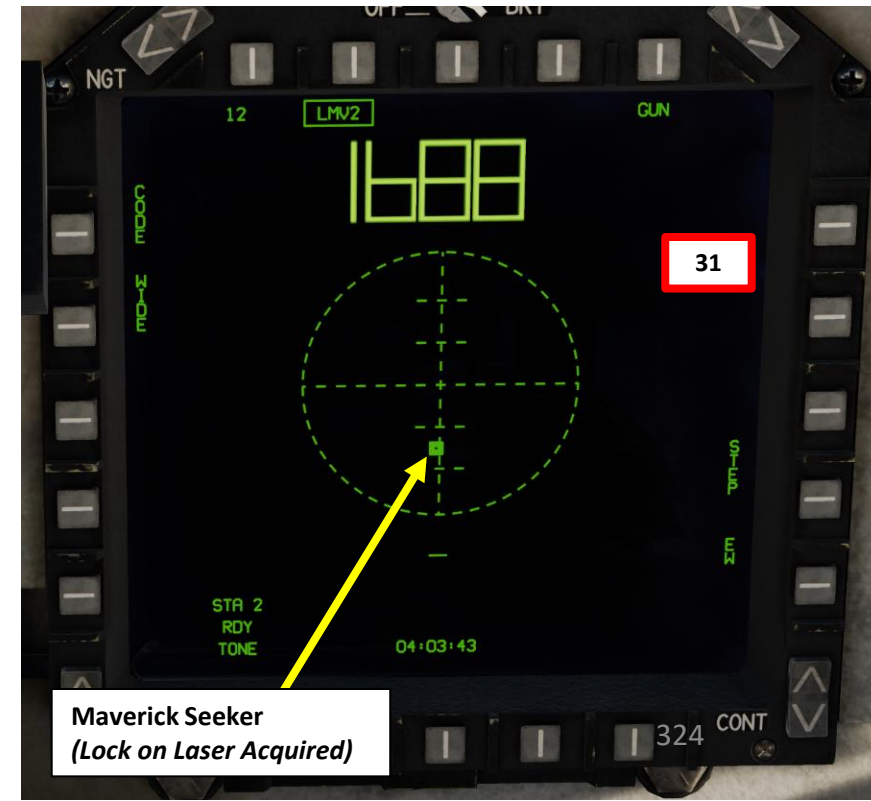 OFF BRT
NGT
12 LMV2 GUN
1688
CODE
31
WIDE
STEP
EW
STA 2
RDY
TONE 04:03:43
Maverick Seeker
(Lock on Laser Acquired)
324 CONT